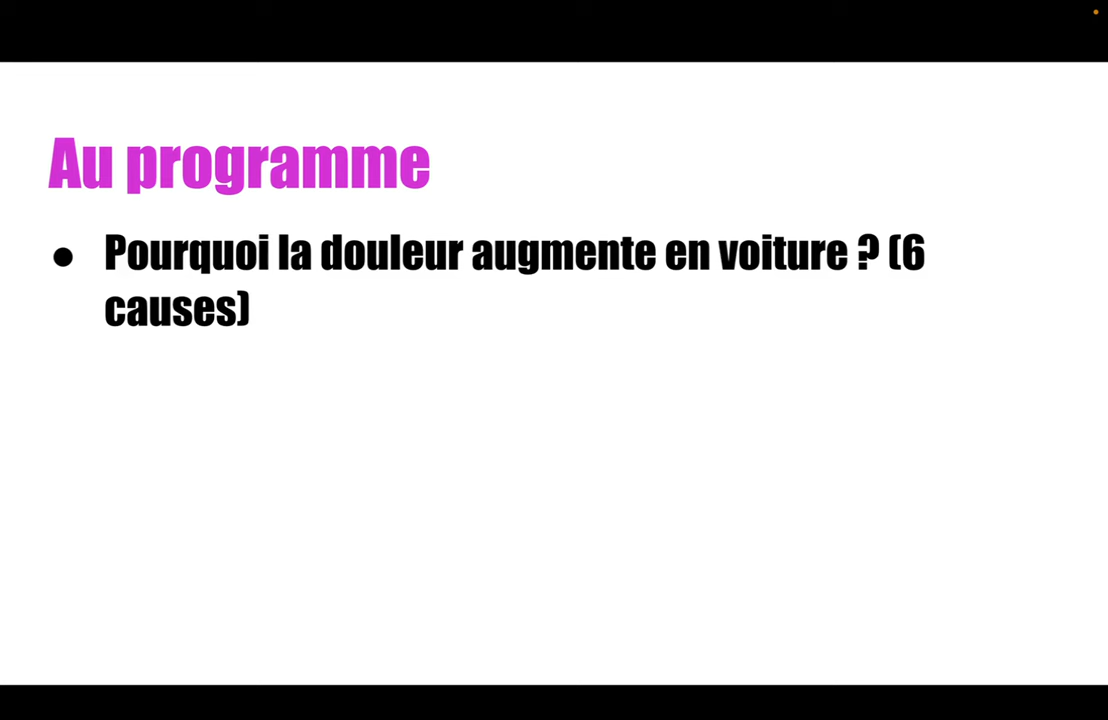 Au programme
● Pourquoi la douleur augmente en voiture ? (6
causes)